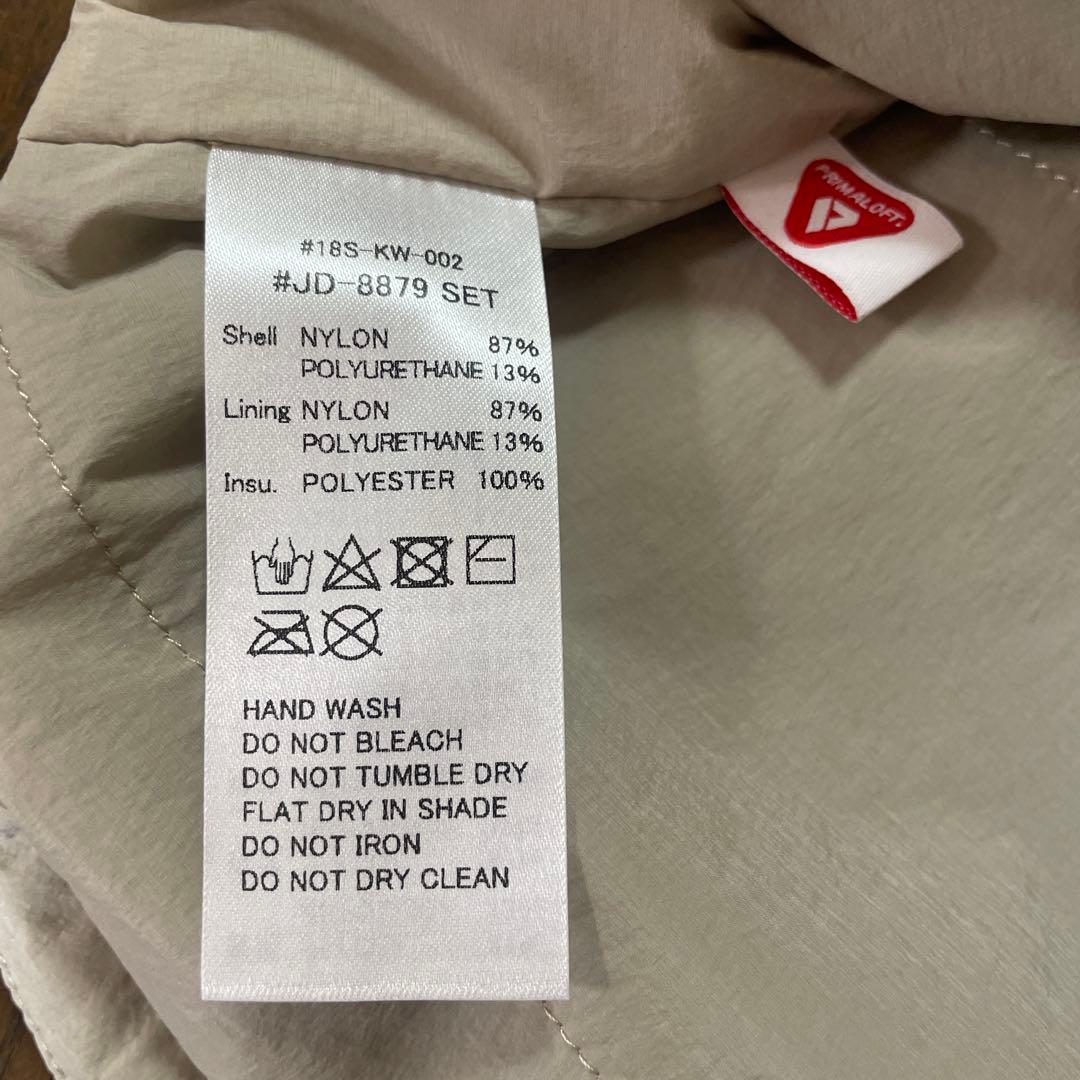 #18S-KW-002
#JD-8879 SET
Shell NYLON 87%
POLYURETHANE 13%
Lining NYLON 87%
POLYURETHANE 13%
Insu. POLYESTER 100%
HAND WASH
DO NOT BLEACH
DO NOT TUMBLE DRY
FLAT DRY IN SHADE
DO NOT IRON
DO NOT DRY CLEAN
PRIMALOFT.